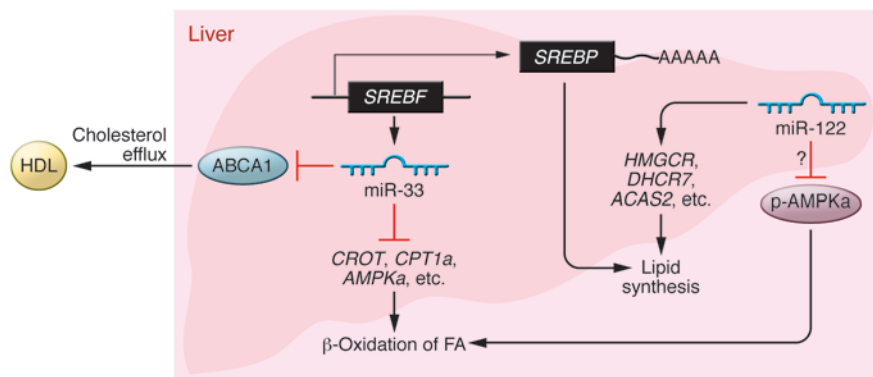 Liver
SREBP
AAAAA
SREBF
miR-122
Cholesterol
efflux
HDL
ABCA1
miR-33
?
HMGCR,
DHCR7,
ACAS2, etc.
p-AMPKa
CROT, CPT1a,
AMPKa, etc.
Lipid
synthesis
β-Oxidation of FA